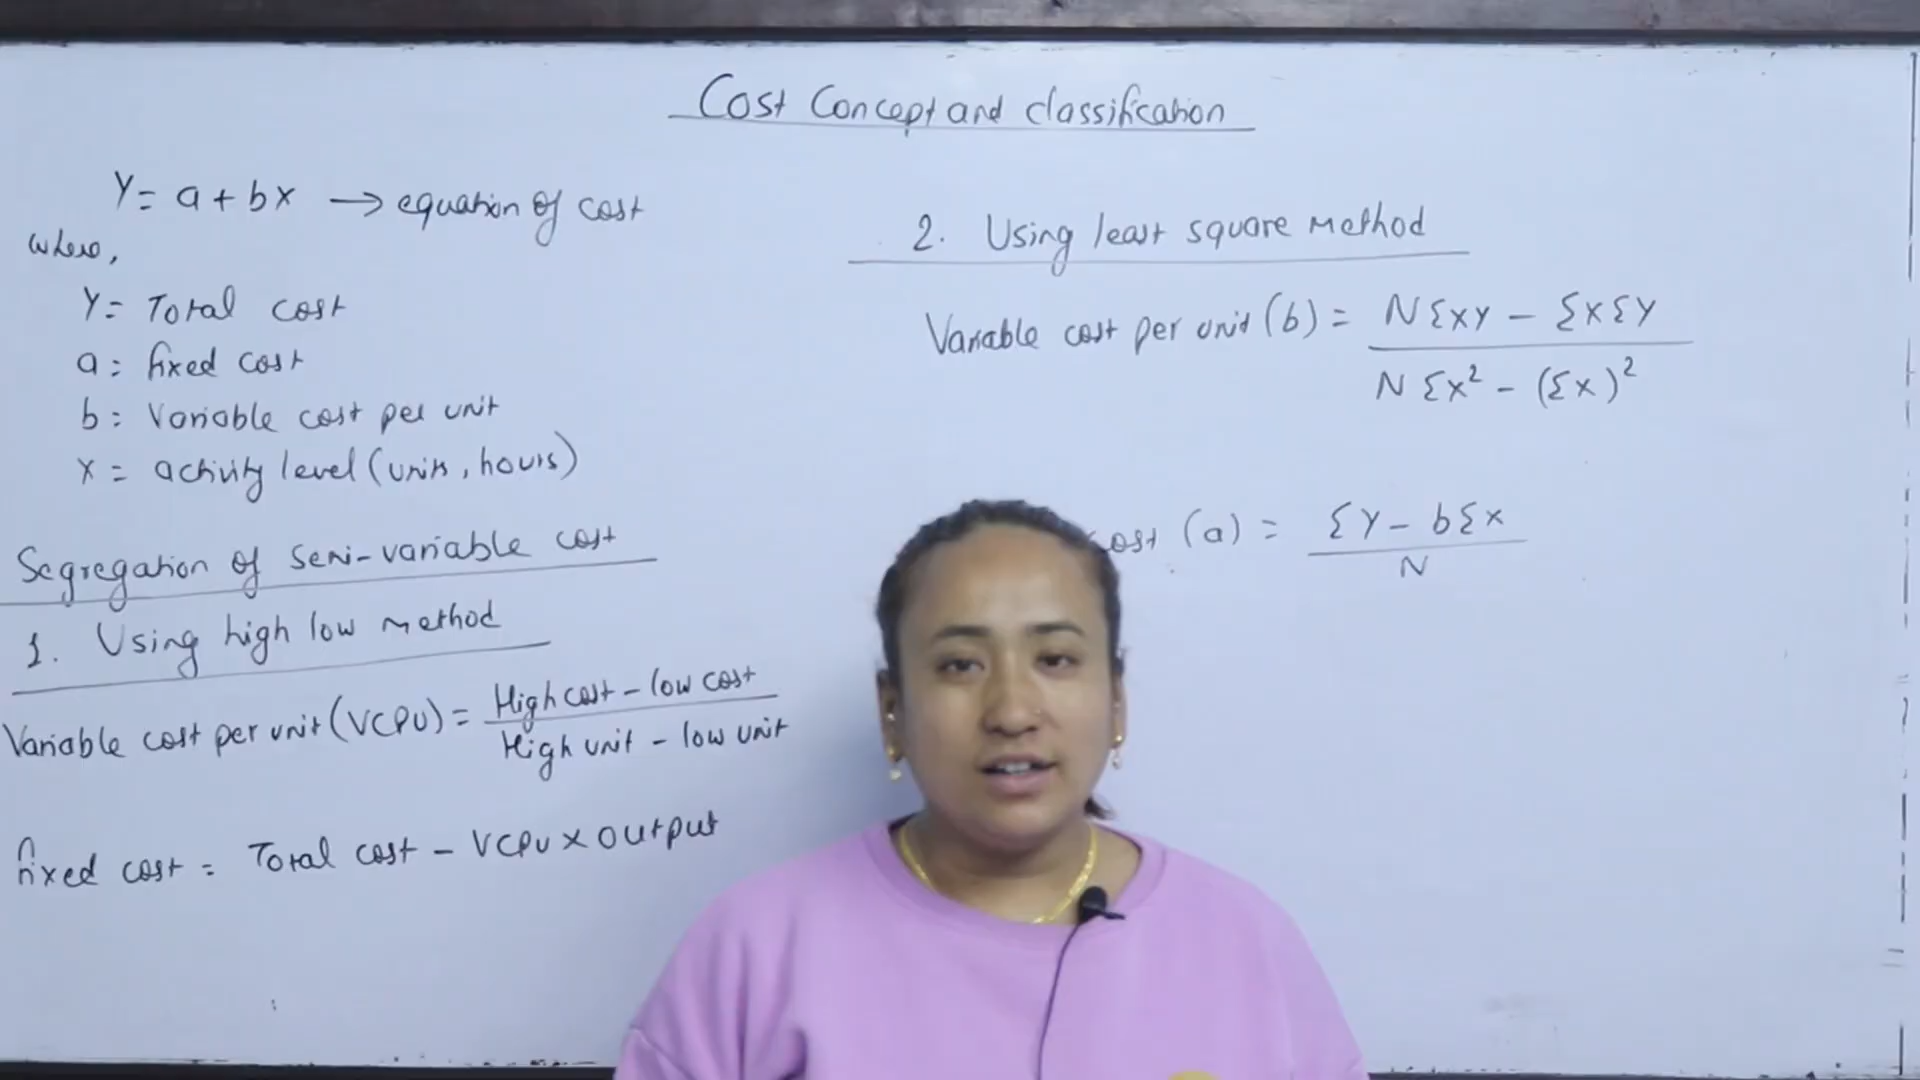 Cost Concept and classification
Y = a + bx → equation of cost
where,
Y = Total cost
a = fixed cost
b = Variable cost per unit
x = activity level (units, hours)
Segregation of semi-variable cost
1. Using high low method
Variable cost per unit (VCPU) = High cost - low cost
High unit - low unit
fixed cost = Total cost - VCPU × output
2. Using least square method
Variable cost per unit (b) = NΣXY - ΣXΣY
NΣX² - (ΣX)²
cost (a) = ΣY - bΣX
N